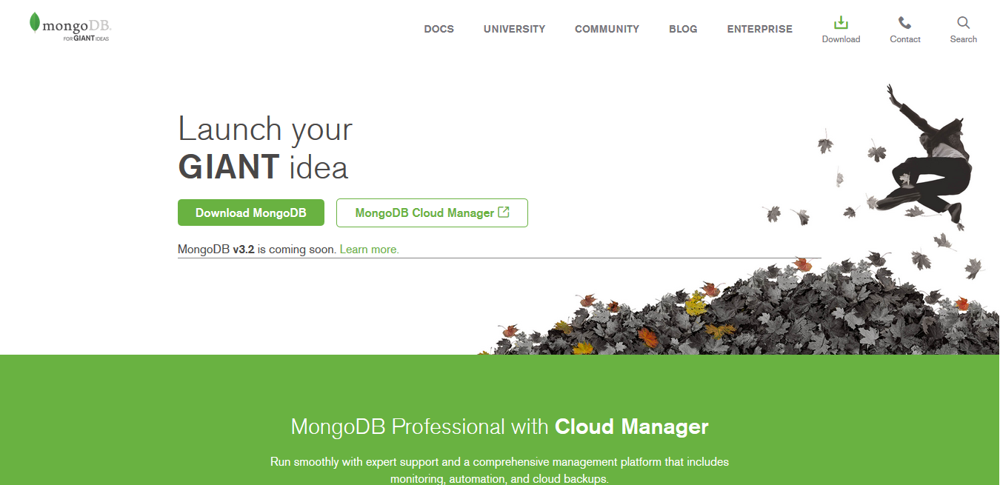 mongoDB.
FOR GIANT IDEAS
DOCS
UNIVERSITY
COMMUNITY
BLOG
ENTERPRISE
Download
Contact
Search
Launch your
GIANT idea
Download MongoDB
MongoDB Cloud Manager
MongoDB v3.2 is coming soon. Learn more.
MongoDB Professional with Cloud Manager
Run smoothly with expert support and a comprehensive management platform that includes
monitoring, automation, and cloud backups.